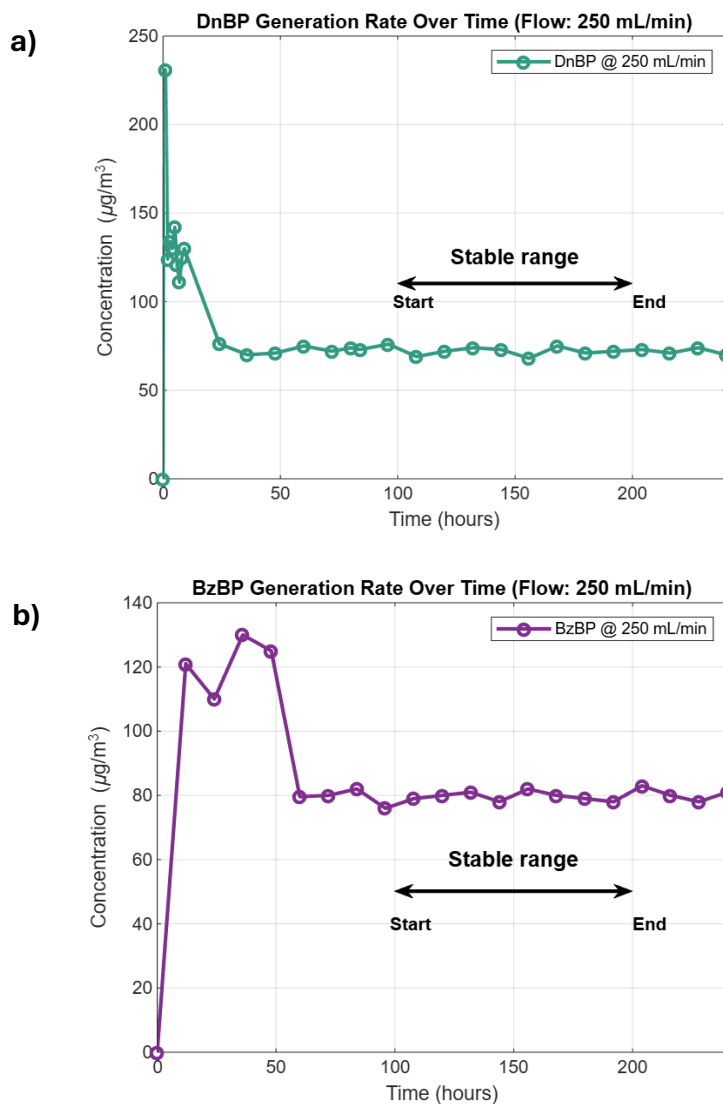 a)
DnBP Generation Rate Over Time (Flow: 250 mL/min)
250
200
150
100
50
0
Concentration (µg/m³)
DnBP @ 250 mL/min
Stable range
Start
End
0
50
100
150
200
Time (hours)
b)
BzBP Generation Rate Over Time (Flow: 250 mL/min)
140
120
100
80
60
40
20
0
Concentration (µg/m³)
BzBP @ 250 mL/min
Stable range
Start
End
0
50
100
150
200
Time (hours)